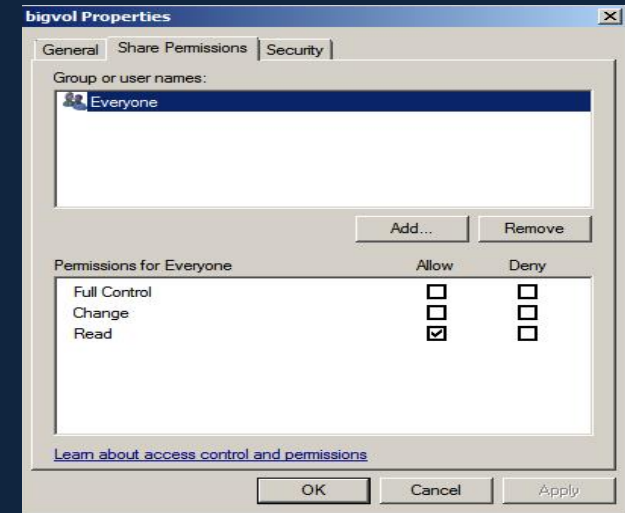 bigvol Properties
General Share Permissions Security
Group or user names:
Everyone
Add... Remove
Permissions for Everyone Allow Deny
Full Control
Change
Read
Learn about access control and permissions
OK Cancel Apply